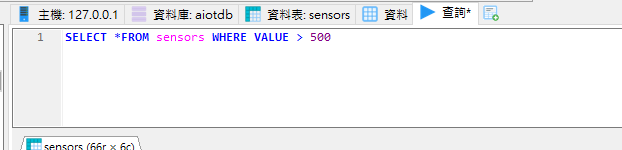 主機: 127.0.0.1 資料庫: aiotdb 資料表: sensors 資料 查詢*
1 SELECT *FROM sensors WHERE VALUE > 500
sensors (66r × 6c)